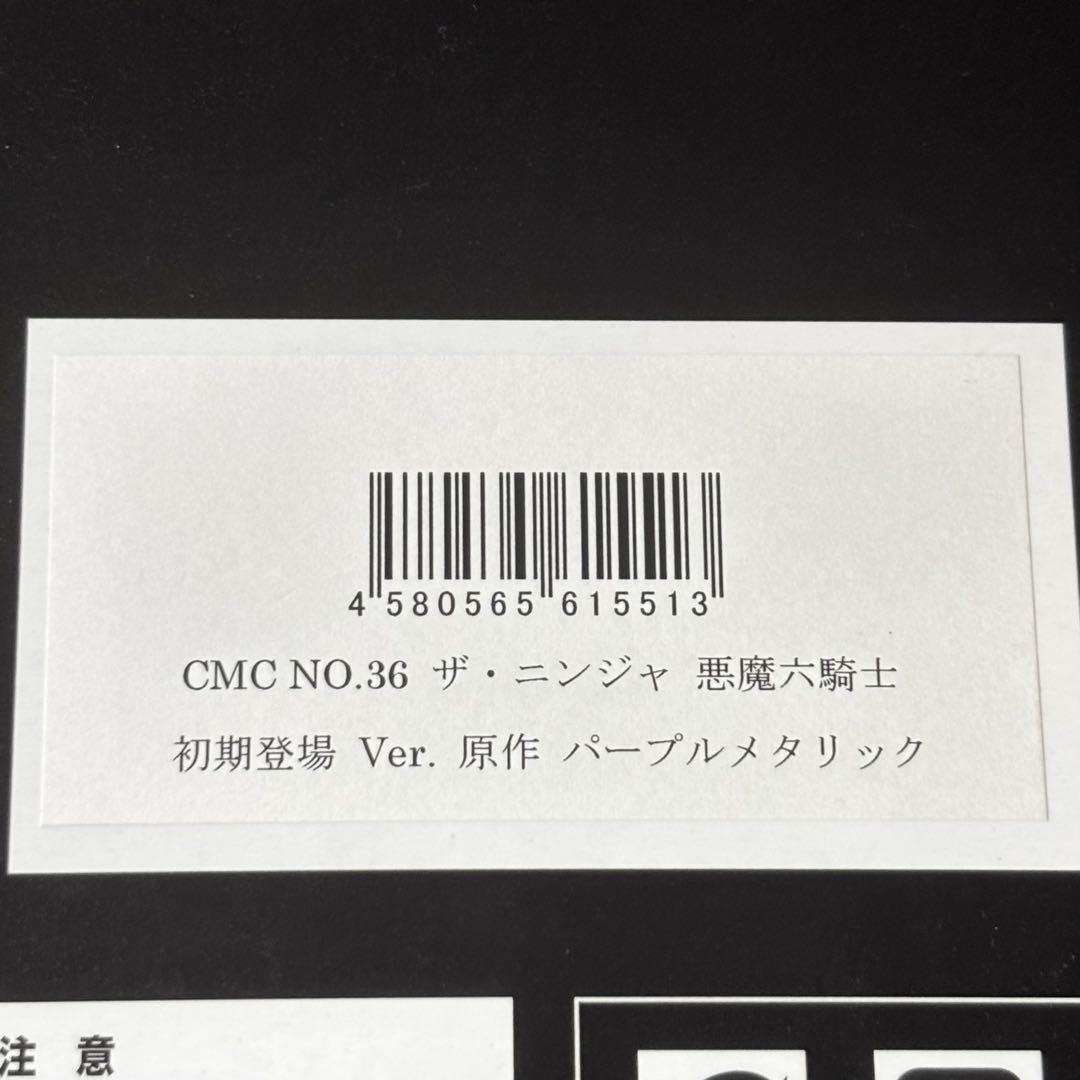 4 580565 615513
CMC NO.36 ザ・ニンジャ 悪魔六騎士
初期登場 Ver. 原作 パープルメタリック
注 意